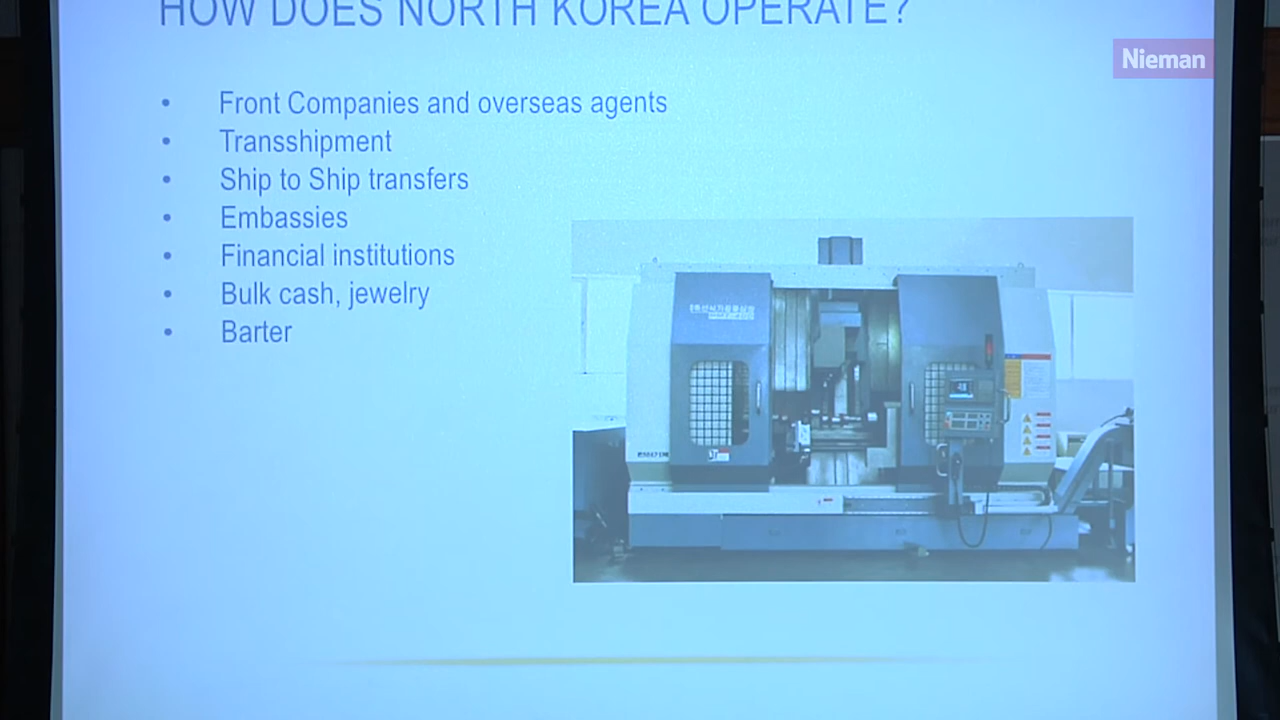 HOW DOES NORTH KOREA OPERATE?
Nieman
• Front Companies and overseas agents
• Transshipment
• Ship to Ship transfers
• Embassies
• Financial institutions
• Bulk cash, jewelry
• Barter